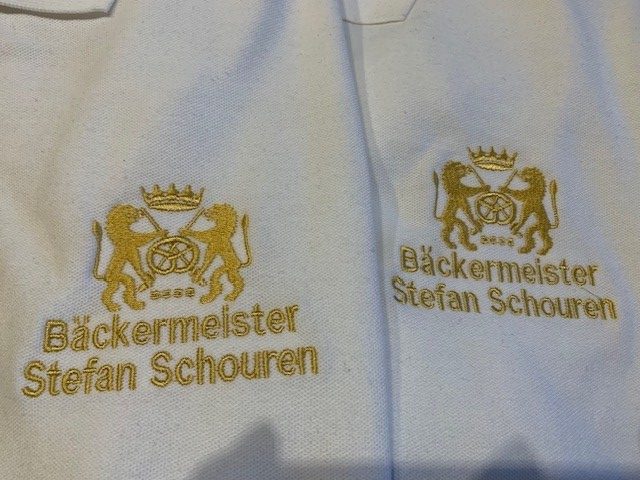 Bäckermeister
Stefan Schouren
Bäckermeister
Stefan Schouren